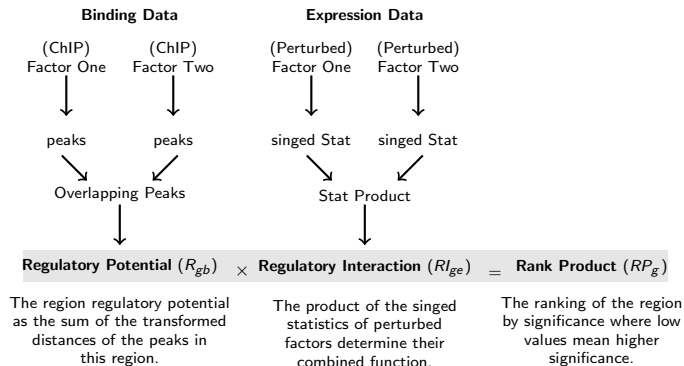 Binding Data
Expression Data
(ChIP)
Factor One
(ChIP)
Factor Two
(Perturbed)
Factor One
(Perturbed)
Factor Two
peaks
peaks
singed Stat
singed Stat
Overlapping Peaks
Stat Product
Regulatory Potential (R_gb) × Regulatory Interaction (RI_ge) = Rank Product (RP_g)
The region regulatory potential
as the sum of the transformed
distances of the peaks in
this region.
The product of the singed
statistics of perturbed
factors determine their
combined function.
The ranking of the region
by significance where low
values mean higher
significance.